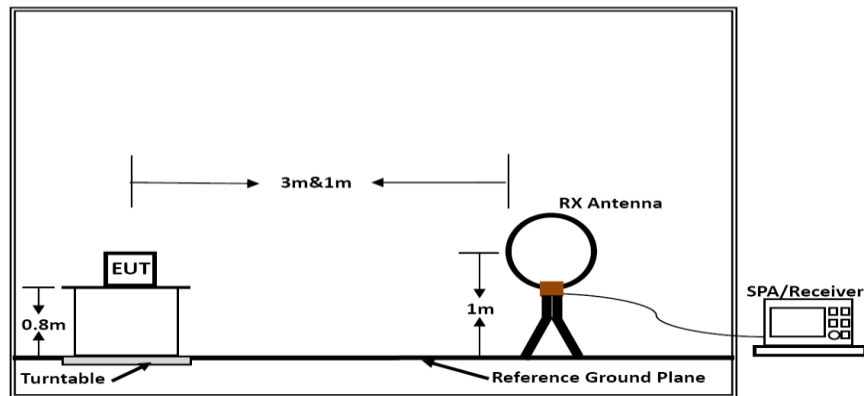 3m&1m
RX Antenna
EUT
SPA/Receiver
0.8m
1m
Turntable
Reference Ground Plane